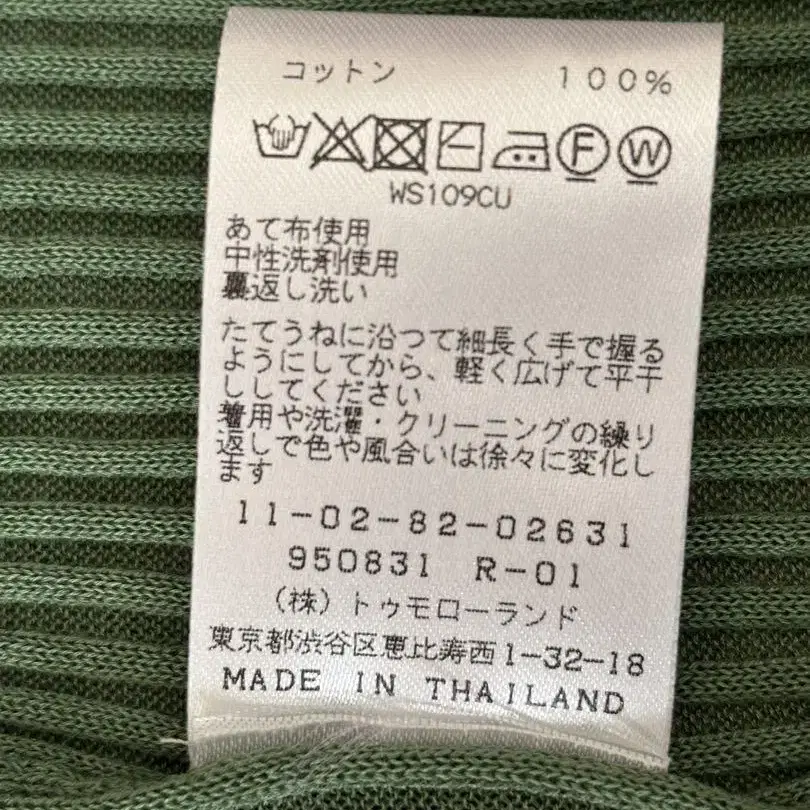 コットン 100%
F W
WS109CU
あて布使用
中性洗剤使用
裏返し洗い
たてうねに沿つて細長く手で握る
ようにしてから、軽く広げて平干
ししてください
着用や洗濯・クリーニングの繰り
返しで色や風合いは徐々に変化し
ます
11-02-82-02631
950831 R-01
(株)トゥモローランド
東京都渋谷区恵比寿西1-32-18
MADE IN THAILAND